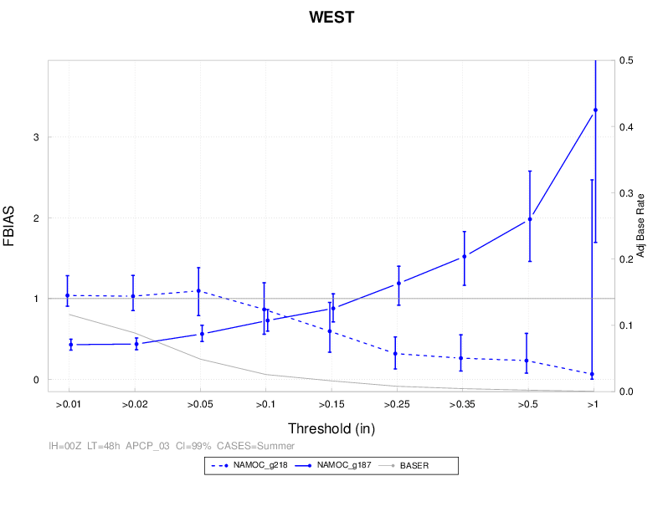 WEST
FBIAS
3
2
1
0
0.5
0.4
0.3
0.2
0.1
0.0
Adj Base Rate
>0.01 >0.02 >0.05 >0.1 >0.15 >0.25 >0.35 >0.5 >1
Threshold (in)
IH=00Z LT=48h APCP_03 CI=99% CASES=Summer
NAMOC_g218 NAMOC_g187 BASER